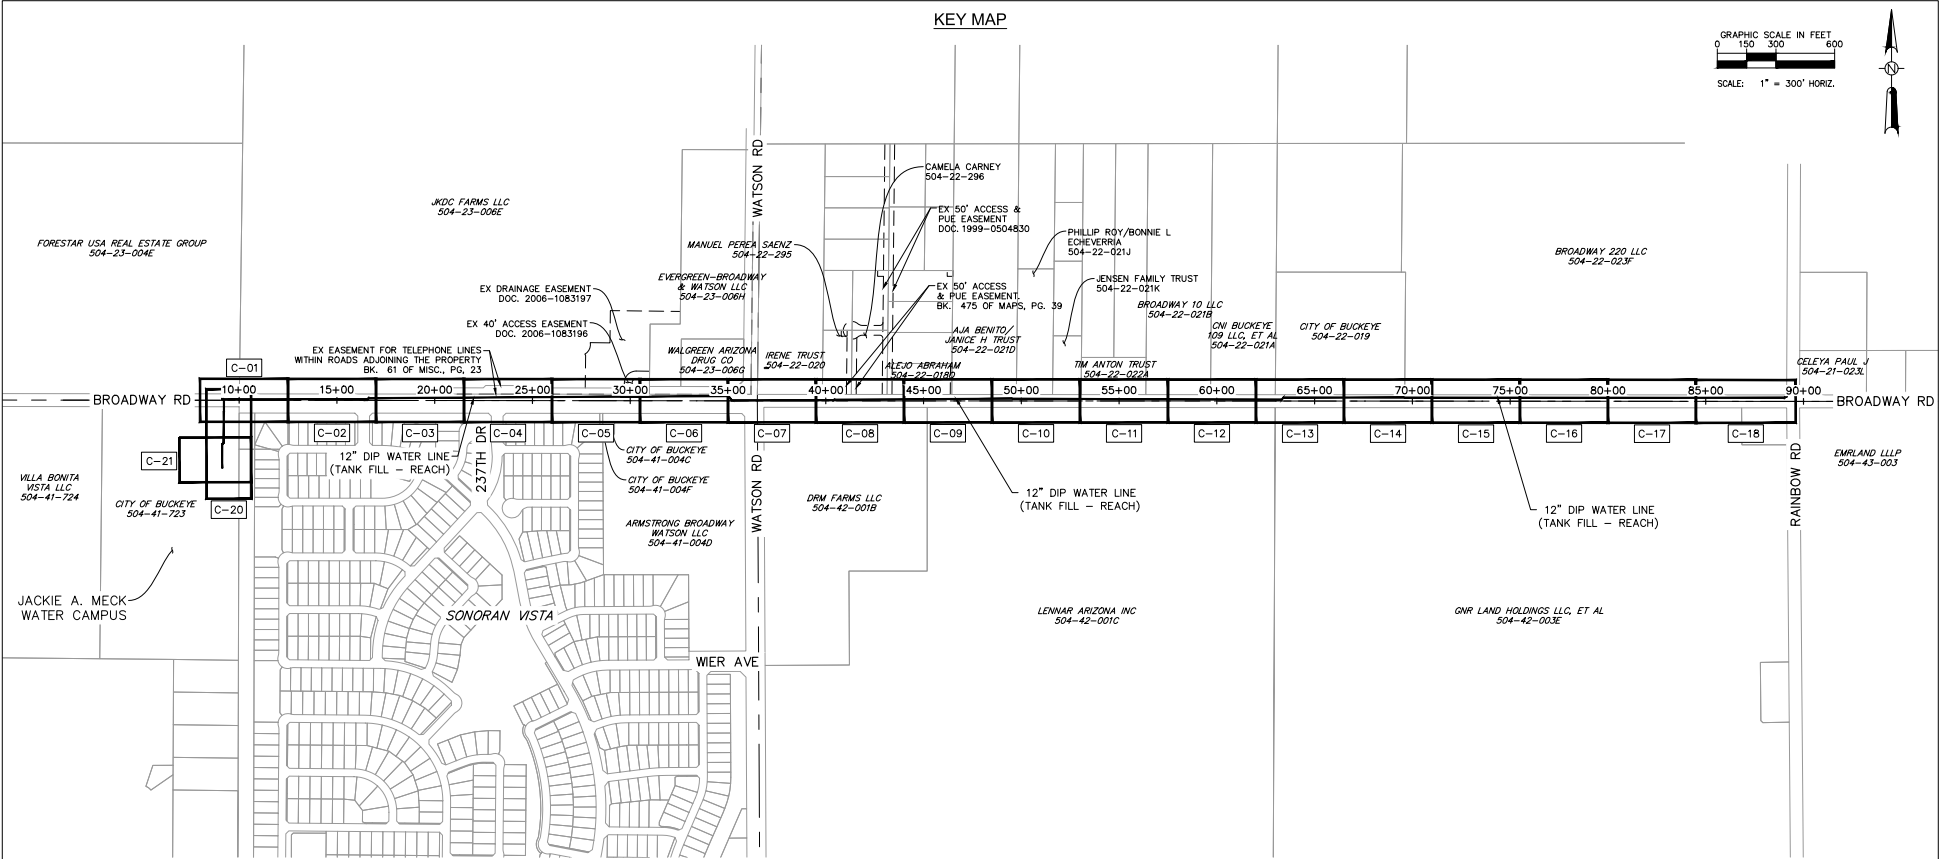 KEY MAP
GRAPHIC SCALE IN FEET
0 150 300 600
SCALE: 1" = 300' HORIZ.
N
WATSON RD
JKDC FARMS LLC
504-23-006E
FORESTAR USA REAL ESTATE GROUP
504-23-004E
CAMELA CARNEY
504-22-296
EX 50' ACCESS &
PUE EASEMENT
DOC. 1999-0504830
MANUEL PEREA SAENZ
504-22-295
PHILLIP ROY/BONNIE L
ECHEVERRIA
504-22-021J
BROADWAY 220 LLC
504-22-023F
EVERGREEN-BROADWAY
& WATSON LLC
504-23-006H
EX DRAINAGE EASEMENT
DOC. 2006-1083197
EX 50' ACCESS
& PUE EASEMENT.
BK. 475 OF MAPS, PG. 39
JENSEN FAMILY TRUST
504-22-021K
BROADWAY 10 LLC
504-22-021B
EX 40' ACCESS EASEMENT
DOC. 2006-1083196
AJA BENITO/
JANICE H TRUST
504-22-021D
CNI BUCKEYE
109 LLC, ET AL
504-22-021A
CITY OF BUCKEYE
504-22-019
EX EASEMENT FOR TELEPHONE LINES
WITHIN ROADS ADJOINING THE PROPERTY
BK. 61 OF MISC., PG, 23
WALGREEN ARIZONA
DRUG CO
504-23-006G
IRENE TRUST
504-22-020
ALEJO ABRAHAM
504-22-018D
TIM ANTON TRUST
504-22-022A
CELEYA PAUL J
504-21-023L
C-01
10+00 15+00 20+00 25+00 30+00 35+00 40+00 45+00 50+00 55+00 60+00 65+00 70+00 75+00 80+00 85+00 90+00
BROADWAY RD
BROADWAY RD
C-02 C-03 C-04 C-05 C-06 C-07 C-08 C-09 C-10 C-11 C-12 C-13 C-14 C-15 C-16 C-17 C-18
237TH DR
12" DIP WATER LINE
(TANK FILL - REACH)
CITY OF BUCKEYE
504-41-004C
CITY OF BUCKEYE
504-41-004F
C-21
C-20
VILLA BONITA
VISTA LLC
504-41-724
CITY OF BUCKEYE
504-41-723
ARMSTRONG BROADWAY
WATSON LLC
504-41-004D
WATSON RD
DRM FARMS LLC
504-42-001B
12" DIP WATER LINE
(TANK FILL - REACH)
12" DIP WATER LINE
(TANK FILL - REACH)
RAINBOW RD
EMRLAND LLLP
504-43-003
JACKIE A. MECK
WATER CAMPUS
SONORAN VISTA
LENNAR ARIZONA INC
504-42-001C
GNR LAND HOLDINGS LLC, ET AL
504-42-003E
WIER AVE